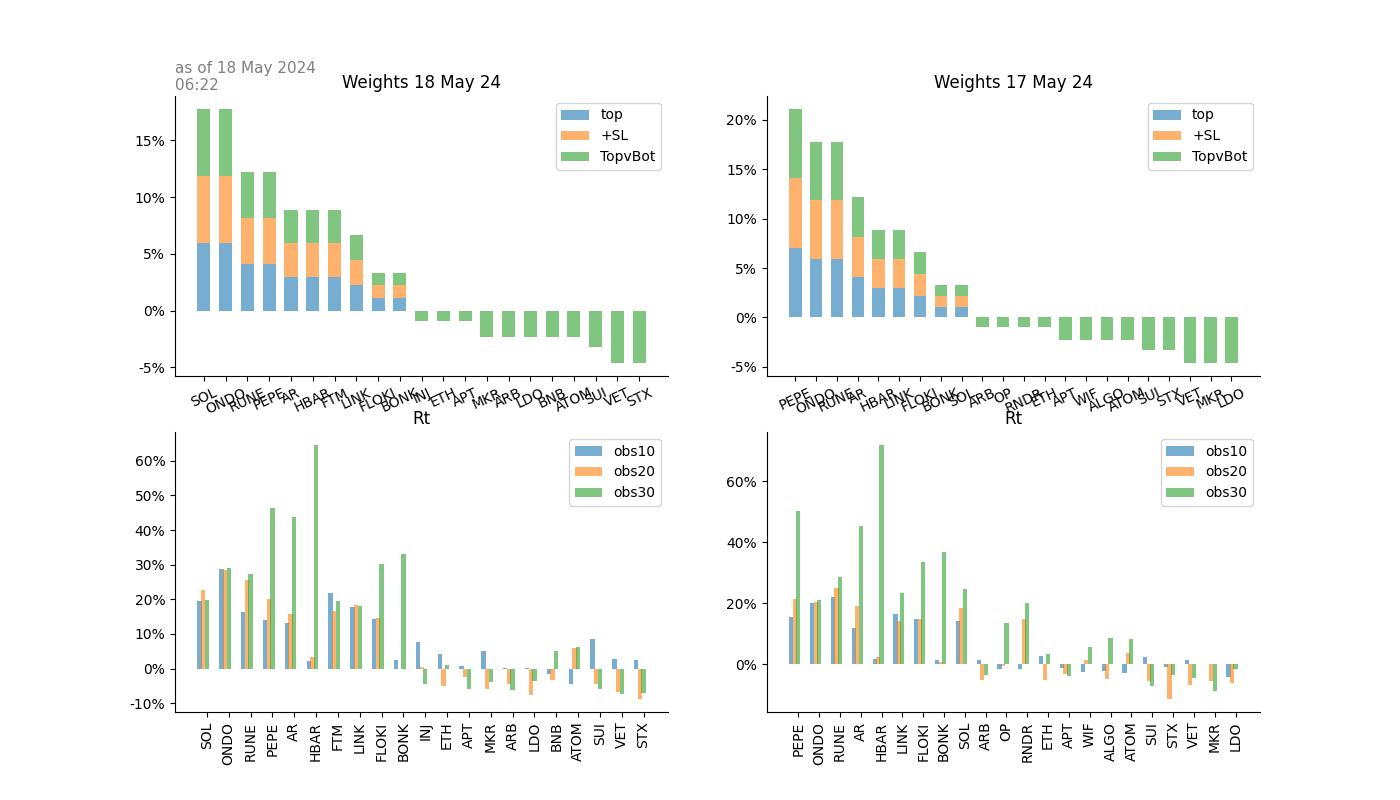 as of 18 May 2024
06:22
Weights 18 May 24
15%
10%
5%
0%
-5%
top
+SL
TopvBot
SOL ONDO RUNE PEPE AR HBAR FTM LINK FLOKI BONK INJ ETH APT MKR ARB LDO BNB ATOM SUI VET STX
Weights 17 May 24
20%
15%
10%
5%
0%
-5%
top
+SL
TopvBot
PEPE ONDO RUNE AR HBAR LINK FLOKI BONK SOL ARB OP RNDR ETH APT WIF ALGO ATOM SUI STX VET MKR LDO
Rt
60%
50%
40%
30%
20%
10%
0%
-10%
obs10
obs20
obs30
SOL ONDO RUNE PEPE AR HBAR FTM LINK FLOKI BONK INJ ETH APT MKR ARB LDO BNB ATOM SUI VET STX
Rt
60%
40%
20%
0%
obs10
obs20
obs30
PEPE ONDO RUNE AR HBAR LINK FLOKI BONK SOL ARB OP RNDR ETH APT WIF ALGO ATOM SUI STX VET MKR LDO